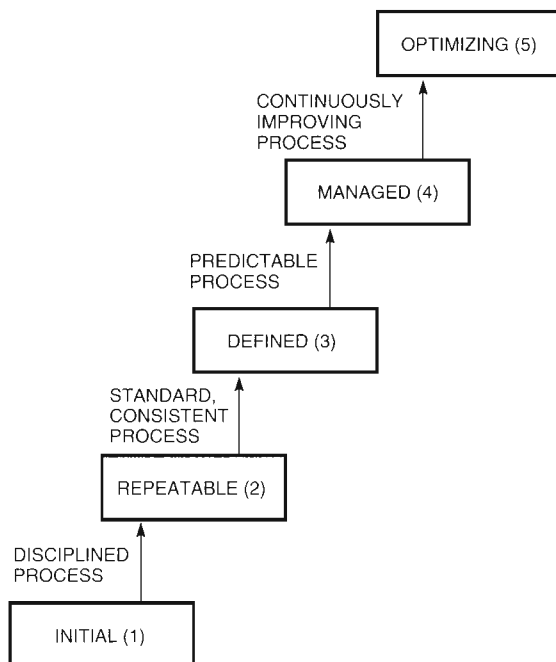 OPTIMIZING (5)
CONTINUOUSLY
IMPROVING
PROCESS
MANAGED (4)
PREDICTABLE
PROCESS
DEFINED (3)
STANDARD,
CONSISTENT
PROCESS
REPEATABLE (2)
DISCIPLINED
PROCESS
INITIAL (1)